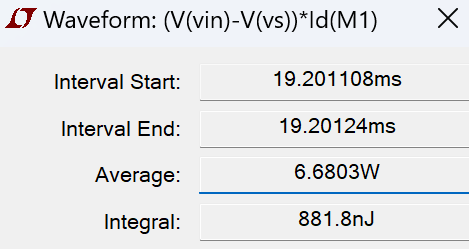 Waveform: (V(vin)-V(vs))*Id(M1)
Interval Start: 19.201108ms
Interval End: 19.20124ms
Average: 6.6803W
Integral: 881.8nJ